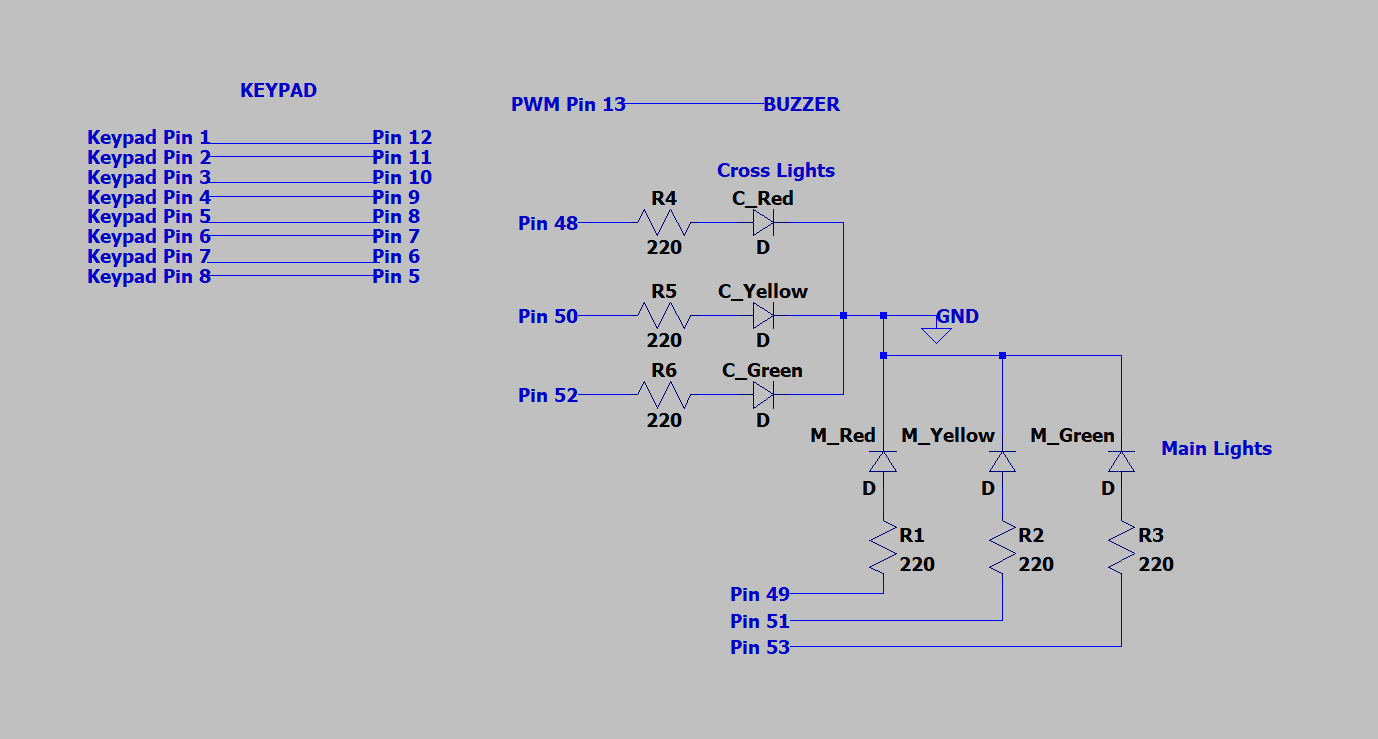 KEYPAD
Keypad Pin 1 Pin 12
Keypad Pin 2 Pin 11
Keypad Pin 3 Pin 10
Keypad Pin 4 Pin 9
Keypad Pin 5 Pin 8
Keypad Pin 6 Pin 7
Keypad Pin 7 Pin 6
Keypad Pin 8 Pin 5
PWM Pin 13 BUZZER
Cross Lights
R4 C_Red
Pin 48
220 D
R5 C_Yellow
Pin 50 GND
220 D
R6 C_Green
Pin 52
220 D
M_Red M_Yellow M_Green Main Lights
D D D
R1 R2 R3
220 220 220
Pin 49
Pin 51
Pin 53